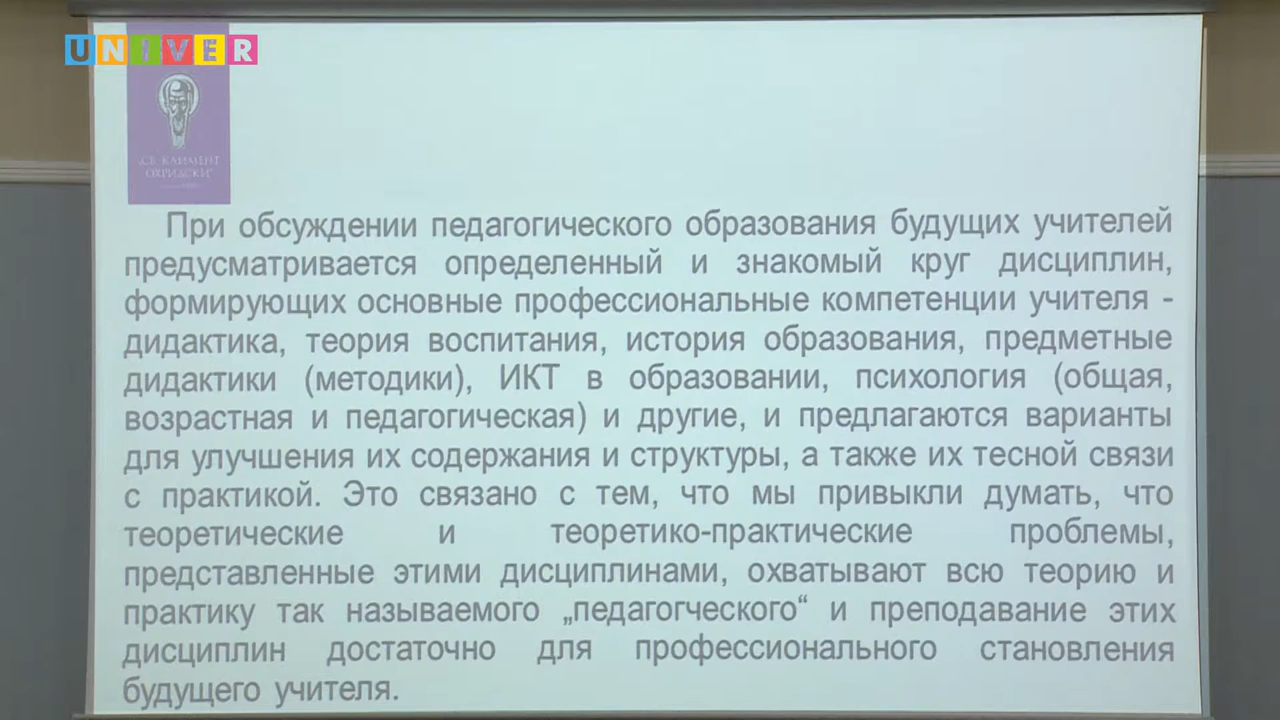 UNIVER
„СВ. КЛИМЕНТ
ОХРИДСКИ“
При обсуждении педагогического образования будущих учителей
предусматривается определенный и знакомый круг дисциплин,
формирующих основные профессиональные компетенции учителя -
дидактика, теория воспитания, история образования, предметные
дидактики (методики), ИКТ в образовании, психология (общая,
возрастная и педагогическая) и другие, и предлагаются варианты
для улучшения их содержания и структуры, а также их тесной связи
с практикой. Это связано с тем, что мы привыкли думать, что
теоретические и теоретико-практические проблемы,
представленные этими дисциплинами, охватывают всю теорию и
практику так называемого „педагогческого“ и преподавание этих
дисциплин достаточно для профессионального становления
будущего учителя.